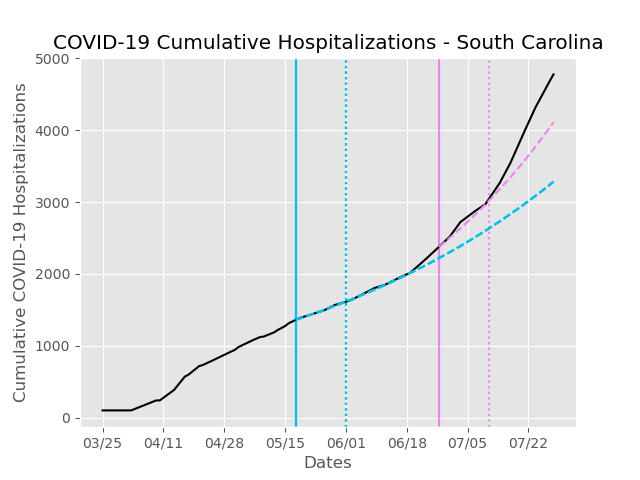 COVID-19 Cumulative Hospitalizations - South Carolina
Cumulative COVID-19 Hospitalizations
5000
4000
3000
2000
1000
0
03/25 04/11 04/28 05/15 06/01 06/18 07/05 07/22
Dates